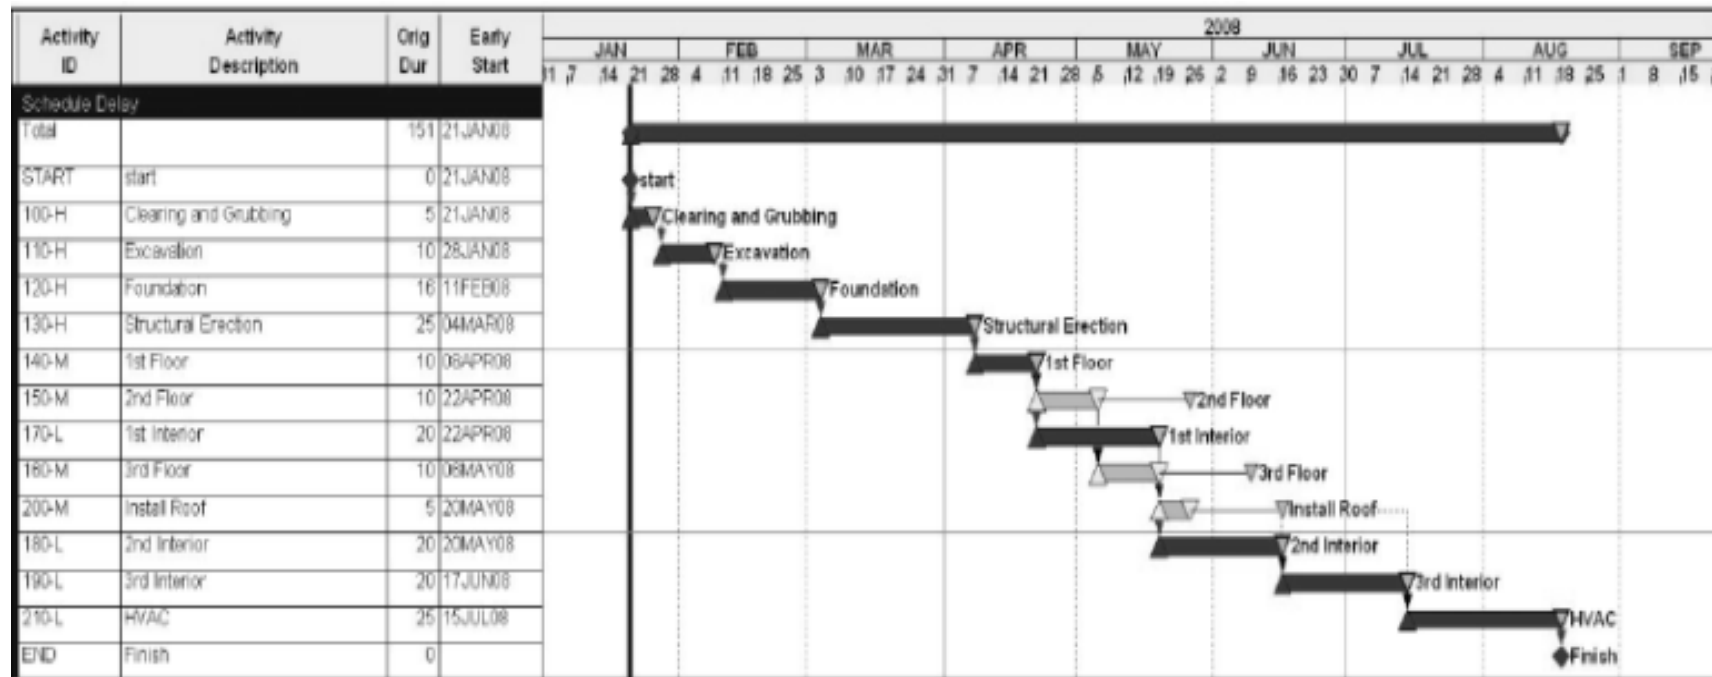 Activity ID Activity Description Orig Dur Early Start 2008
JAN FEB MAR APR MAY JUN JUL AUG SEP
31 7 14 21 28 4 11 18 25 3 10 17 24 31 7 14 21 28 5 12 19 26 2 9 16 23 30 7 14 21 28 4 11 18 25 1 8 15
Schedule Delay
Total 151 21JAN08
START start 0 21JAN08 start
100-H Clearing and Grubbing 5 21JAN08 Clearing and Grubbing
110-H Excavation 10 28JAN08 Excavation
120-H Foundation 16 11FEB08 Foundation
130-H Structural Erection 25 04MAR08 Structural Erection
140-M 1st Floor 10 08APR08 1st Floor
150-M 2nd Floor 10 22APR08 2nd Floor
170-L 1st Interior 20 22APR08 1st Interior
160-M 3rd Floor 10 06MAY08 3rd Floor
200-M Install Roof 5 20MAY08 Install Roof
180-L 2nd Interior 20 20MAY08 2nd Interior
190-L 3rd Interior 20 17JUN08 3rd Interior
210-L HVAC 25 15JUL08 HVAC
END Finish 0 Finish